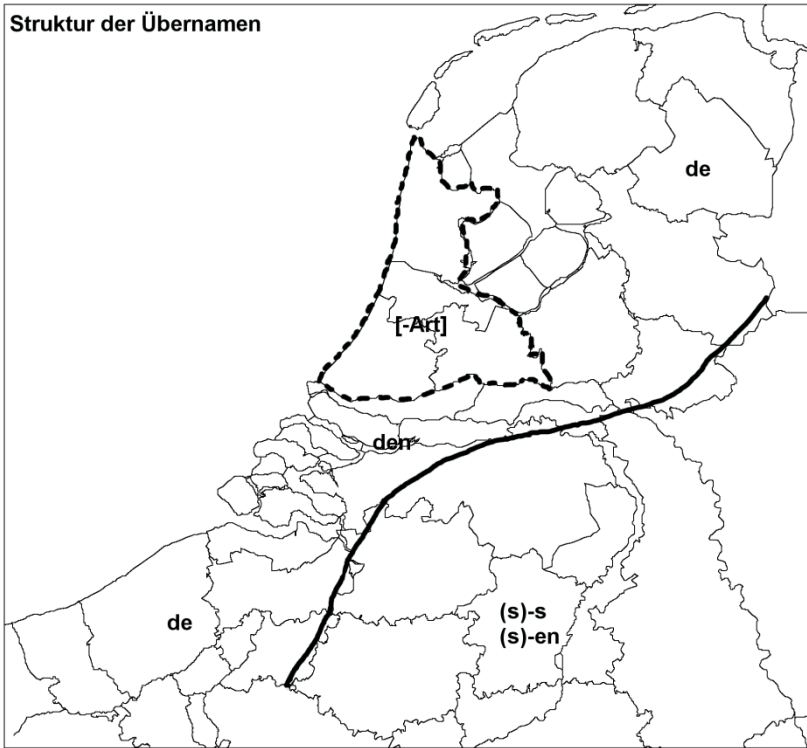 Struktur der Übernamen
de
[-Art]
den
de
(s)-s
(s)-en